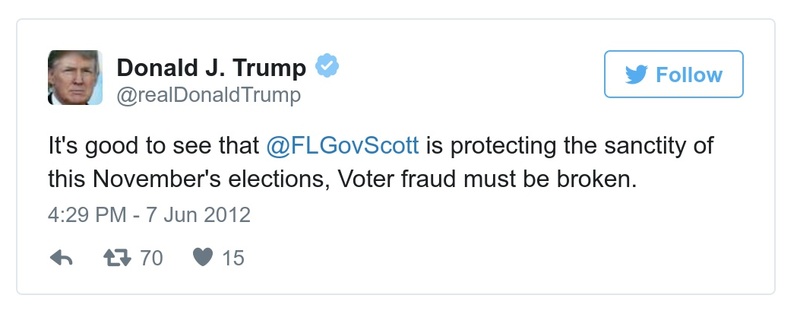 Donald J. Trump
@realDonaldTrump
Follow
It's good to see that @FLGovScott is protecting the sanctity of
this November's elections, Voter fraud must be broken.
4:29 PM - 7 Jun 2012
70 15